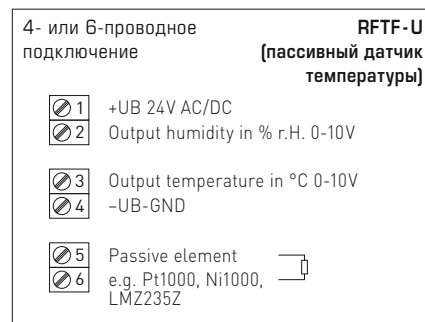 4- или 6-проводное
подключение
RFTF-U
(пассивный датчик
температуры)
1 +UB 24V AC/DC
2 Output humidity in % r.H. 0-10V
3 Output temperature in °C 0-10V
4 –UB-GND
5 Passive element
6 e.g. Pt1000, Ni1000,
LMZ235Z